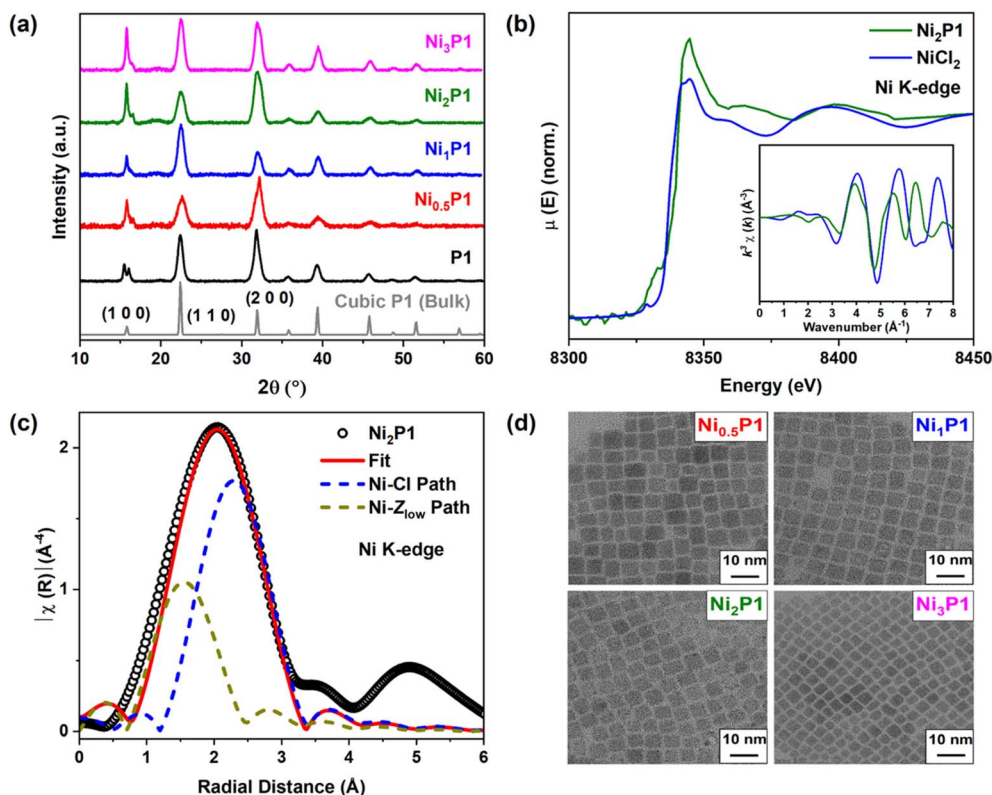 (a)
Ni₃P1
Ni₂P1
Ni₁P1
Ni₀.₅P1
P1
Cubic P1 (Bulk)
(1 0 0)
(1 1 0)
(2 0 0)
Intensity (a.u.)
10 20 30 40 50 60
2θ (°)
(b)
Ni₂P1
NiCl₂
Ni K-edge
μ (E) (norm.)
k³ χ (k) (Å⁻³)
0 1 2 3 4 5 6 7 8
Wavenumber (Å⁻¹)
8300 8350 8400 8450
Energy (eV)
(c)
Ni₂P1
Fit
Ni-Cl Path
Ni-Zlow Path
Ni K-edge
|χ (R)| (Å⁻⁴)
2
1
0
0 1 2 3 4 5 6
Radial Distance (Å)
(d)
Ni₀.₅P1
10 nm
Ni₁P1
10 nm
Ni₂P1
10 nm
Ni₃P1
10 nm